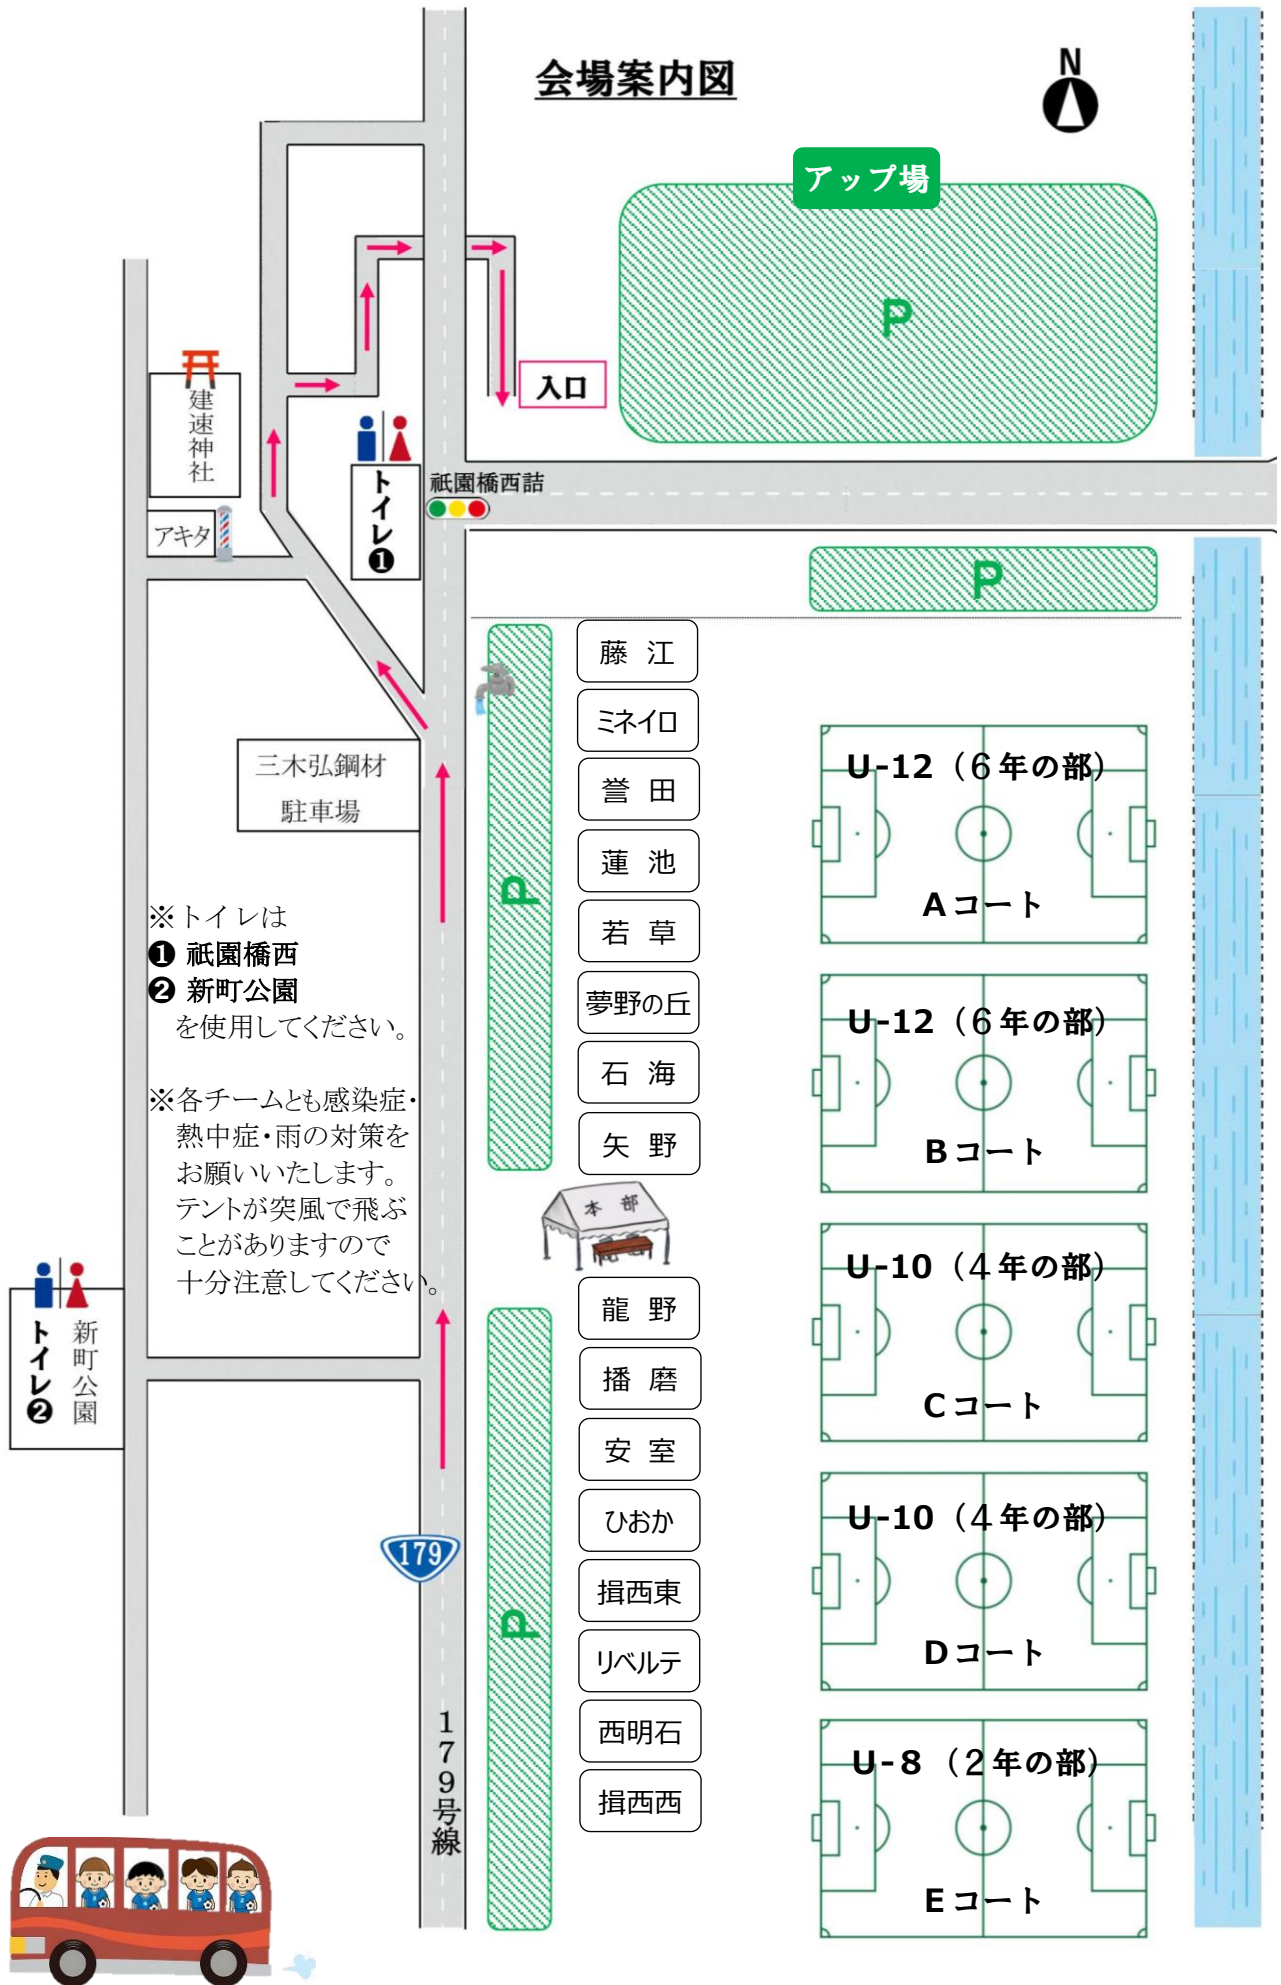 会場案内図
N
アップ場
P
入口
建速神社
トイレ❶
祇園橋西詰
アキタ
P
藤 江
ミネイロ
誉 田
蓮 池
若 草
夢野の丘
石 海
矢 野
P
三木弘鋼材
駐車場
U-12（6年の部）
Aコート
※トイレは
❶ 祇園橋西
❷ 新町公園
を使用してください。
U-12（6年の部）
Bコート
※各チームとも感染症・
熱中症・雨の対策を
お願いいたします。
テントが突風で飛ぶ
ことがありますので
十分注意してください。
本 部
U-10（4年の部）
Cコート
トイレ❷
新町公園
龍 野
播 磨
安 室
ひおか
揖西東
リベルテ
西明石
揖西西
P
179
179号線
U-10（4年の部）
Dコート
U-8（2年の部）
Eコート